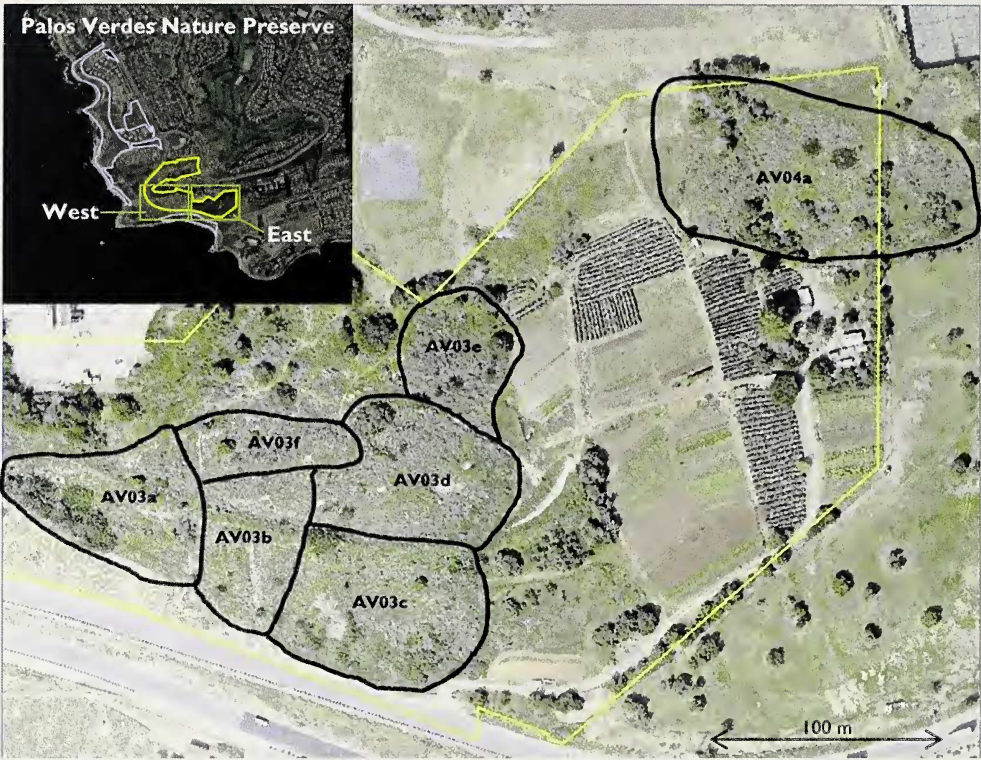 Palos Verdes Nature Preserve
West
East
AV04a
AV03e
AV03f
AV03d
AV03a
AV03b
AV03c
100 m